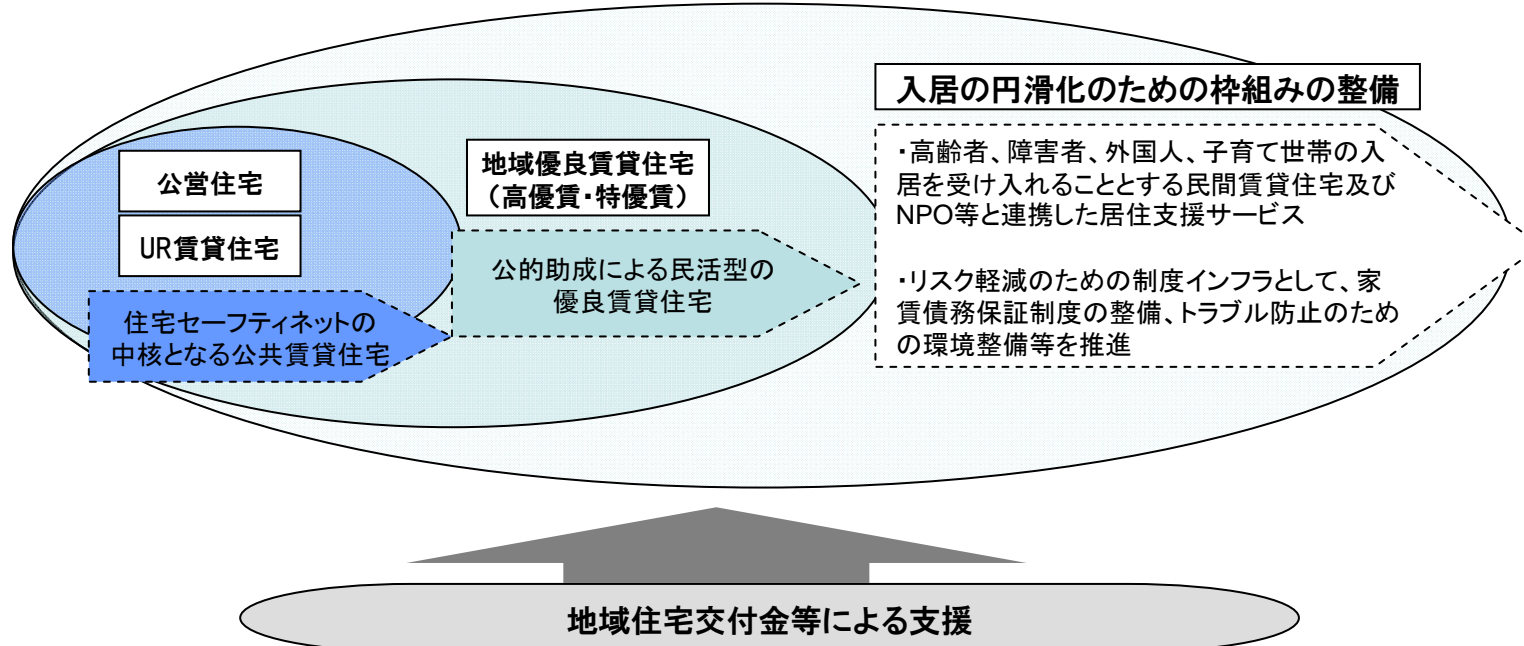 公営住宅
UR賃貸住宅
住宅セーフティネットの
中核となる公共賃貸住宅
地域優良賃貸住宅
（高優賃・特優賃）
公的助成による民活型の
優良賃貸住宅
入居の円滑化のための枠組みの整備
・高齢者、障害者、外国人、子育て世帯の入
居を受け入れることとする民間賃貸住宅及び
NPO等と連携した居住支援サービス
・リスク軽減のための制度インフラとして、家
賃債務保証制度の整備、トラブル防止のため
の環境整備等を推進
地域住宅交付金等による支援